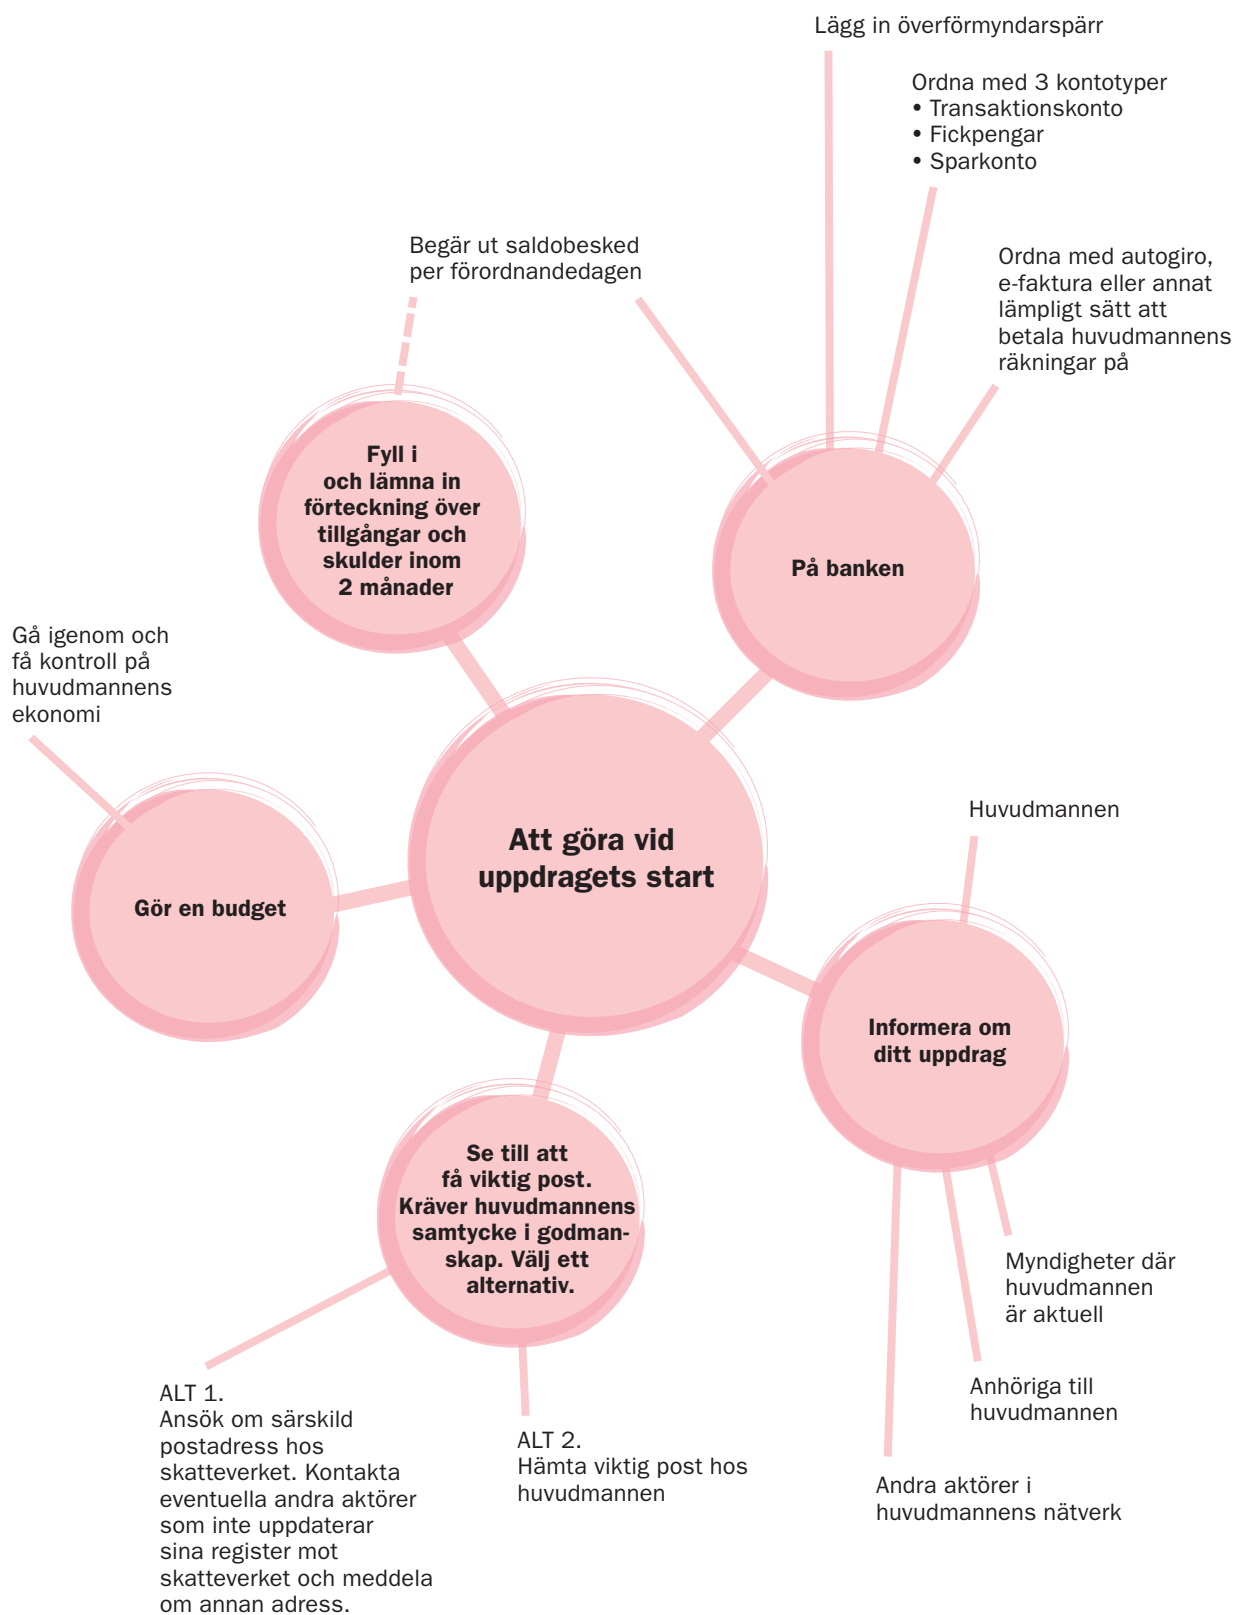 Lägg in överförmyndarspärr
Ordna med 3 kontotyper
• Transaktionskonto
• Fickpengar
• Sparkonto
Begär ut saldobesked
per förordnandedagen
Ordna med autogiro,
e-faktura eller annat
lämpligt sätt att
betala huvudmannens
räkningar på
Fyll i
och lämna in
förteckning över
tillgångar och
skulder inom
2 månader
På banken
Gå igenom och
få kontroll på
huvudmannens
ekonomi
Att göra vid
uppdragets start
Gör en budget
Huvudmannen
Informera om
ditt uppdrag
Se till att
få viktig post.
Kräver huvudmannens
samtycke i godman-
skap. Välj ett
alternativ.
Myndigheter där
huvudmannen
är aktuell
Anhöriga till
huvudmannen
Andra aktörer i
huvudmannens nätverk
ALT 1.
Ansök om särskild
postadress hos
skatteverket. Kontakta
eventuella andra aktörer
som inte uppdaterar
sina register mot
skatteverket och meddela
om annan adress.
ALT 2.
Hämta viktig post hos
huvudmannen